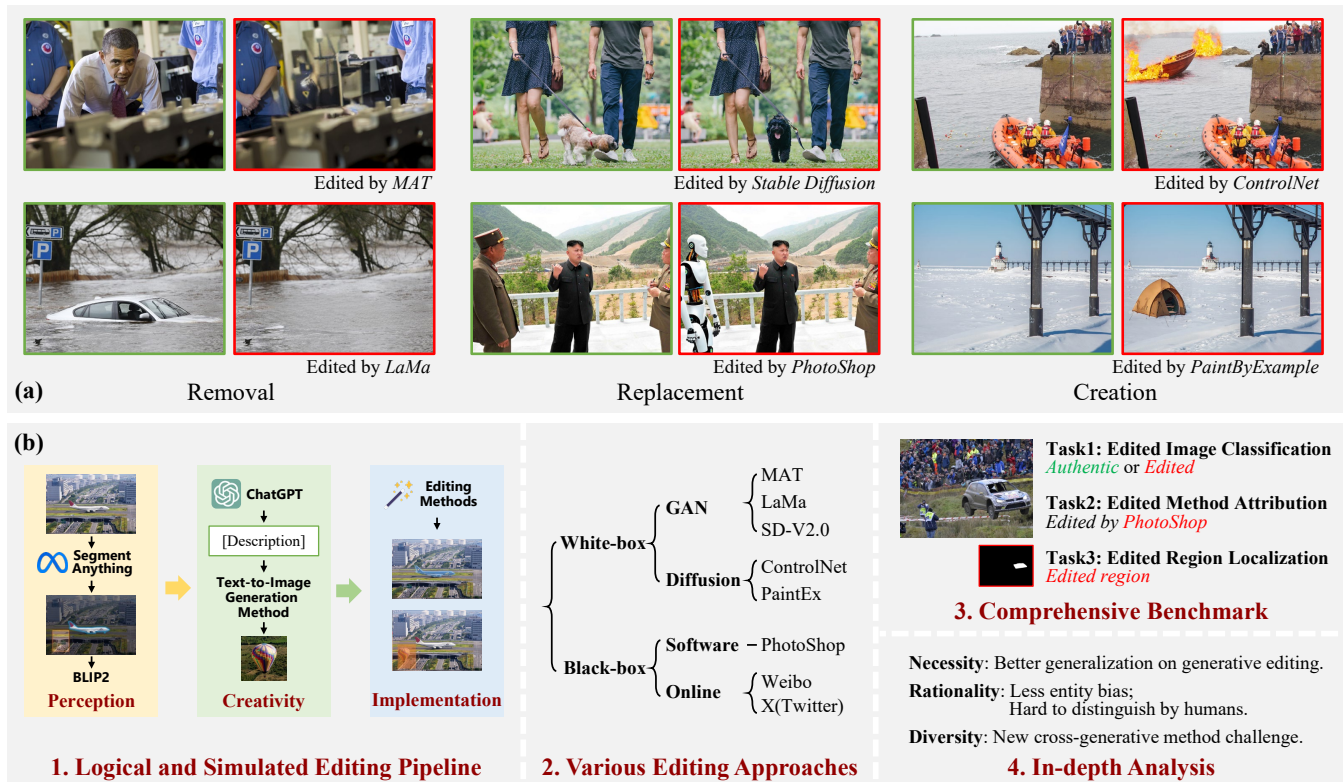 Edited by MAT
Edited by Stable Diffusion
Edited by ControlNet
P
P
Edited by LaMa
Edited by PhotoShop
Edited by PaintByExample
(a)
Removal
Replacement
Creation
(b)
Segment
Anything
BLIP2
Perception
ChatGPT
[Description]
Text-to-Image
Generation
Method
Creativity
Editing
Methods
Implementation
1. Logical and Simulated Editing Pipeline
White-box
GAN
MAT
LaMa
SD-V2.0
Diffusion
ControlNet
PaintEx
Black-box
Software
PhotoShop
Online
Weibo
X(Twitter)
2. Various Editing Approaches
Task1: Edited Image Classification
Authentic or Edited
Task2: Edited Method Attribution
Edited by PhotoShop
Task3: Edited Region Localization
Edited region
3. Comprehensive Benchmark
Necessity: Better generalization on generative editing.
Rationality: Less entity bias;
Hard to distinguish by humans.
Diversity: New cross-generative method challenge.
4. In-depth Analysis